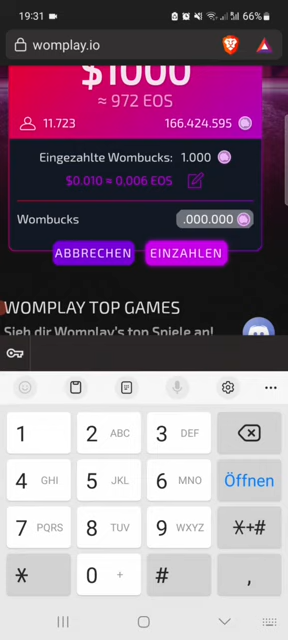 19:31 66%
womplay.io
$1000
≈ 972 EOS
11.723 166.424.595
Eingezahlte Wombucks: 1.000
$0.010 ≈ 0,006 EOS
Wombucks .000.000
ABBRECHEN EINZAHLEN
WOMPLAY TOP GAMES
Sieh dir Womplay's top Spiele an!
1 2 ABC 3 DEF
4 GHI 5 JKL 6 MNO Öffnen
7 PQRS 8 TUV 9 WXYZ *+#
* 0 + # ,